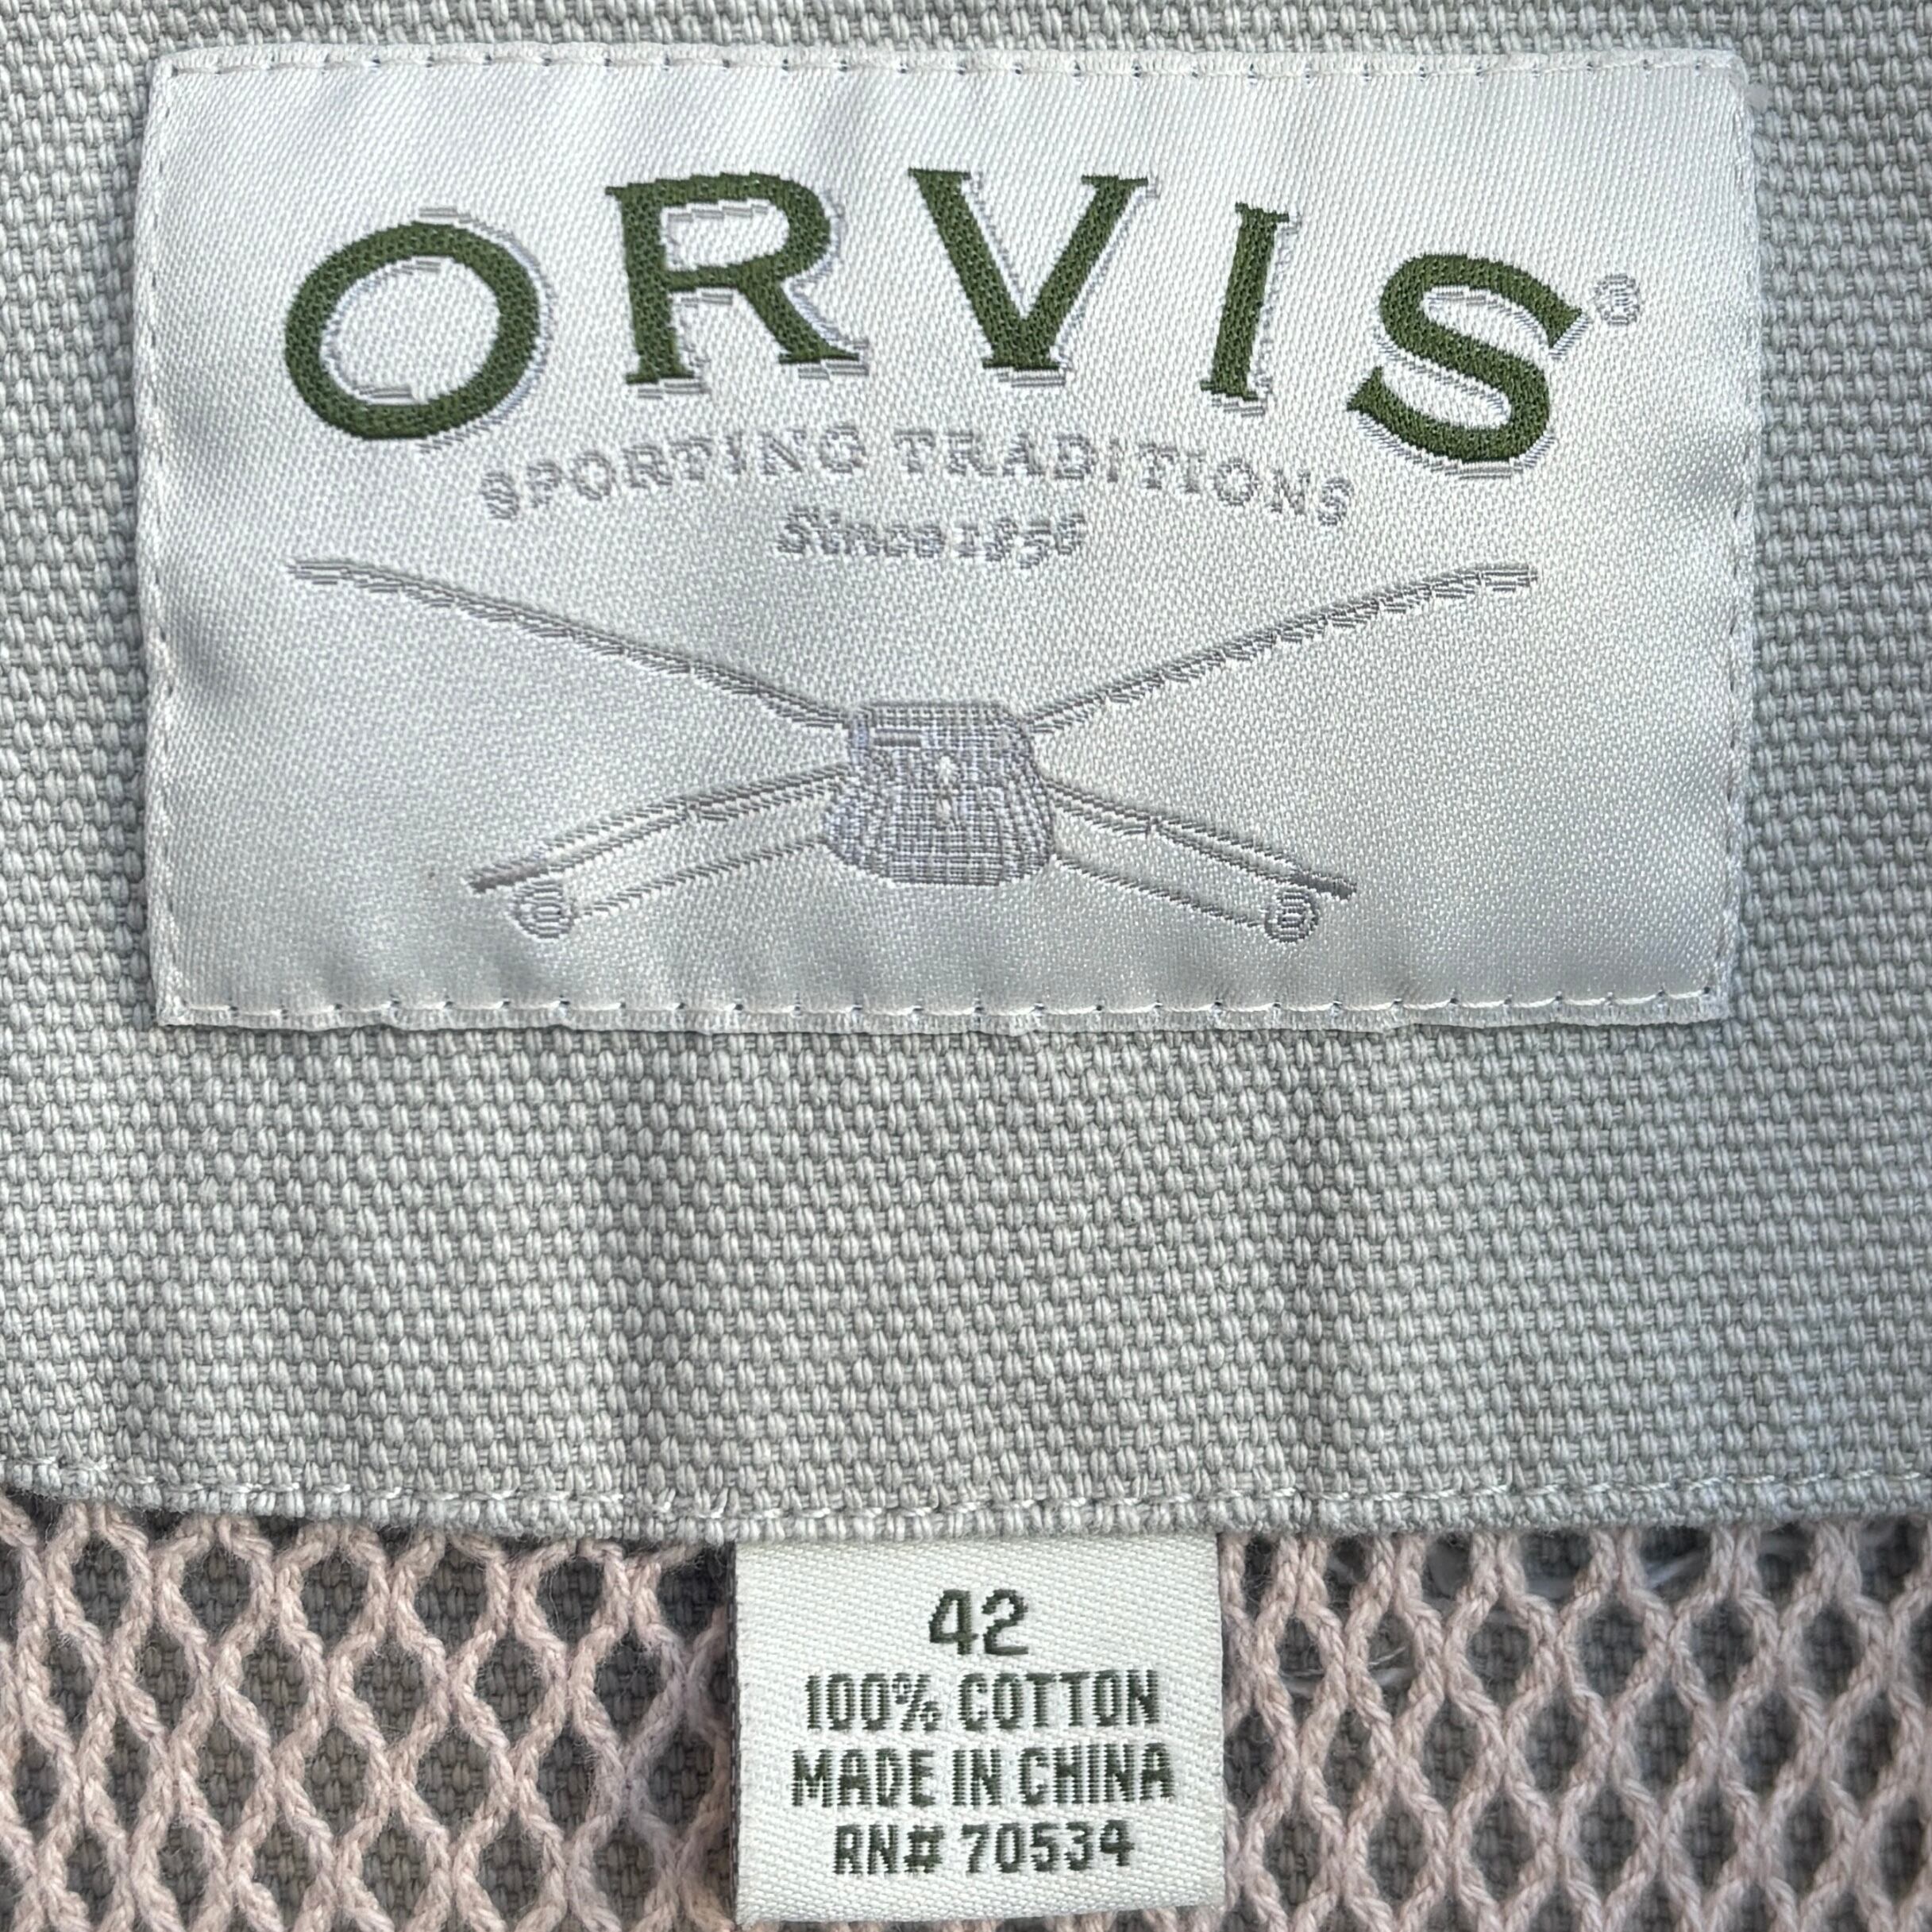 ORVIS®
SPORTING TRADITIONS
Since 1856
42
100% COTTON
MADE IN CHINA
RN# 70534